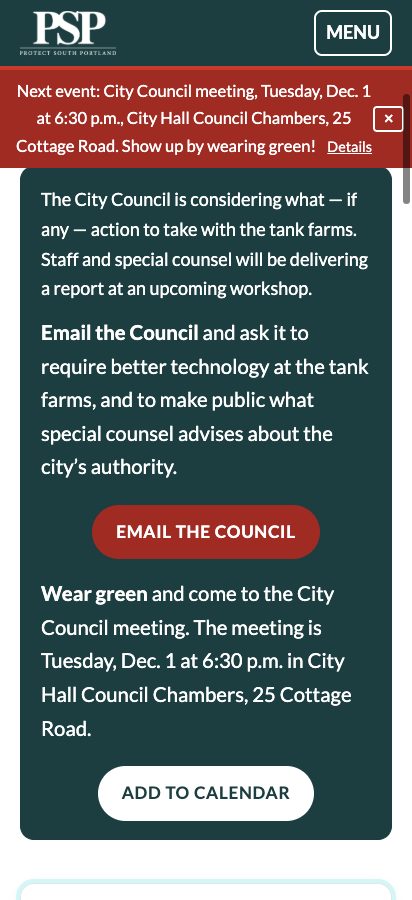 PSP
PROTECT SOUTH PORTLAND
MENU
Next event: City Council meeting, Tuesday, Dec. 1
at 6:30 p.m., City Hall Council Chambers, 25
Cottage Road. Show up by wearing green! Details
×
The City Council is considering what — if
any — action to take with the tank farms.
Staff and special counsel will be delivering
a report at an upcoming workshop.
Email the Council and ask it to
require better technology at the tank
farms, and to make public what
special counsel advises about the
city’s authority.
EMAIL THE COUNCIL
Wear green and come to the City
Council meeting. The meeting is
Tuesday, Dec. 1 at 6:30 p.m. in City
Hall Council Chambers, 25 Cottage
Road.
ADD TO CALENDAR